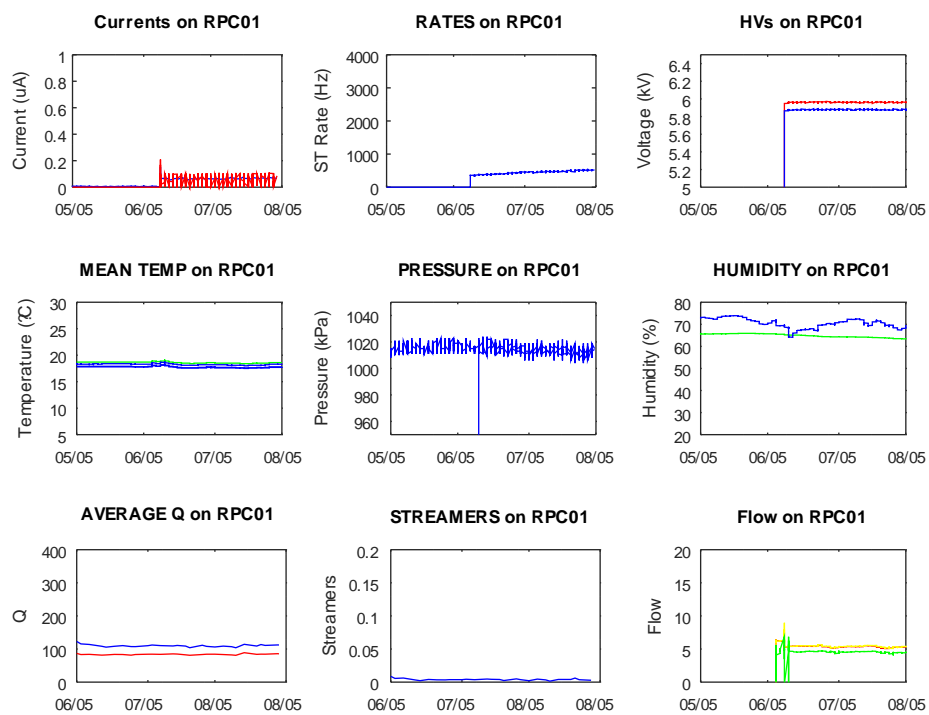 Currents on RPC01
Current (uA)
1
0.8
0.6
0.4
0.2
0
05/05 06/05 07/05 08/05
RATES on RPC01
ST Rate (Hz)
4000
3000
2000
1000
0
05/05 06/05 07/05 08/05
HVs on RPC01
Voltage (kV)
6.4
6.2
6
5.8
5.6
5.4
5.2
5
05/05 06/05 07/05 08/05
MEAN TEMP on RPC01
Temperature (?C)
30
25
20
15
10
5
05/05 06/05 07/05 08/05
PRESSURE on RPC01
Pressure (kPa)
1040
1020
1000
980
960
05/05 06/05 07/05 08/05
HUMIDITY on RPC01
Humidity (%)
80
70
60
50
40
30
20
05/05 06/05 07/05 08/05
AVERAGE Q on RPC01
Q
400
300
200
100
0
06/05 07/05 08/05 08/05
STREAMERS on RPC01
Streamers
0.2
0.15
0.1
0.05
0
06/05 07/05 08/05 08/05
Flow on RPC01
Flow
20
15
10
5
0
05/05 06/05 07/05 08/05